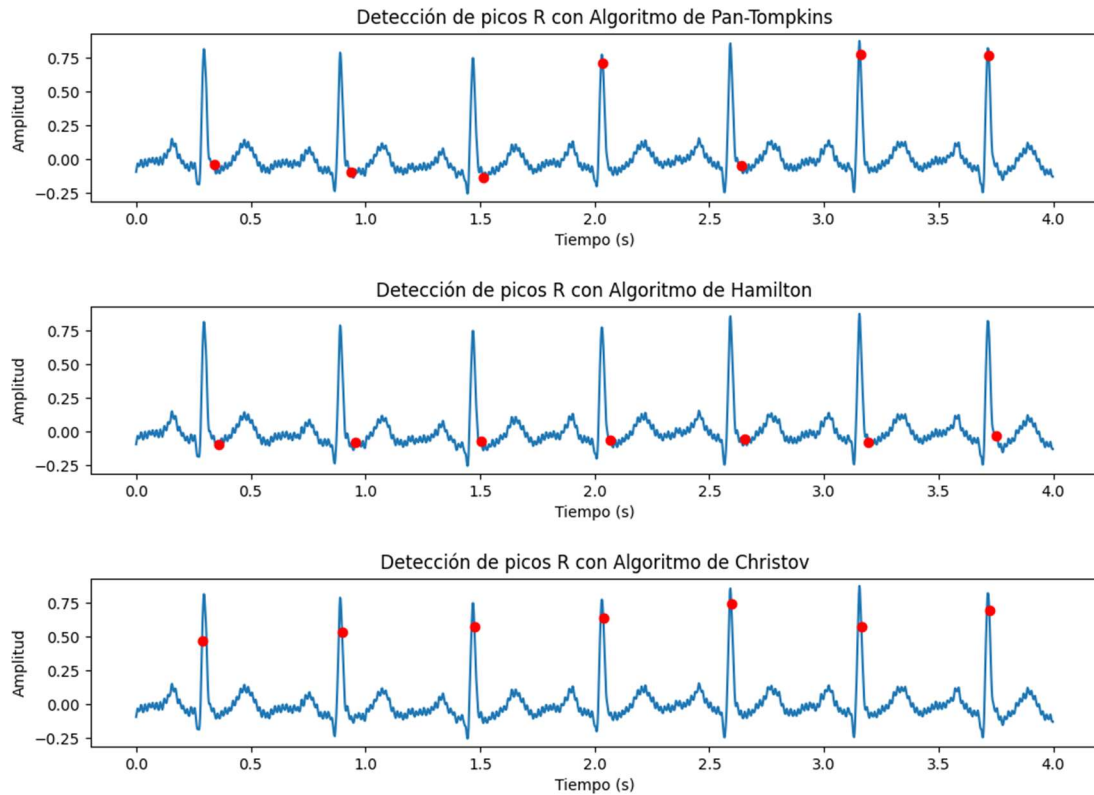 Detección de picos R con Algoritmo de Pan-Tompkins
Amplitud
0.75
0.50
0.25
0.00
−0.25
0.0 0.5 1.0 1.5 2.0 2.5 3.0 3.5 4.0
Tiempo (s)
Detección de picos R con Algoritmo de Hamilton
Amplitud
0.75
0.50
0.25
0.00
−0.25
0.0 0.5 1.0 1.5 2.0 2.5 3.0 3.5 4.0
Tiempo (s)
Detección de picos R con Algoritmo de Christov
Amplitud
0.75
0.50
0.25
0.00
−0.25
0.0 0.5 1.0 1.5 2.0 2.5 3.0 3.5 4.0
Tiempo (s)